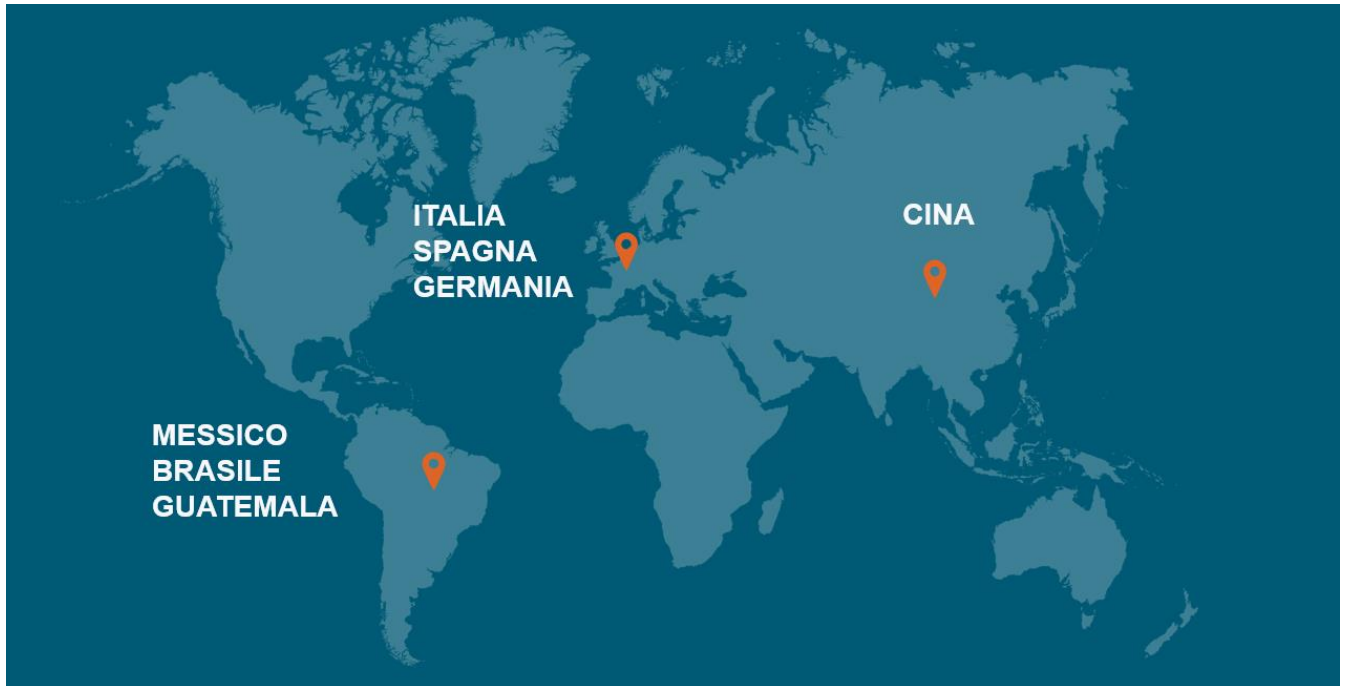 ITALIA
SPAGNA
GERMANIA
CINA
MESSICO
BRASILE
GUATEMALA